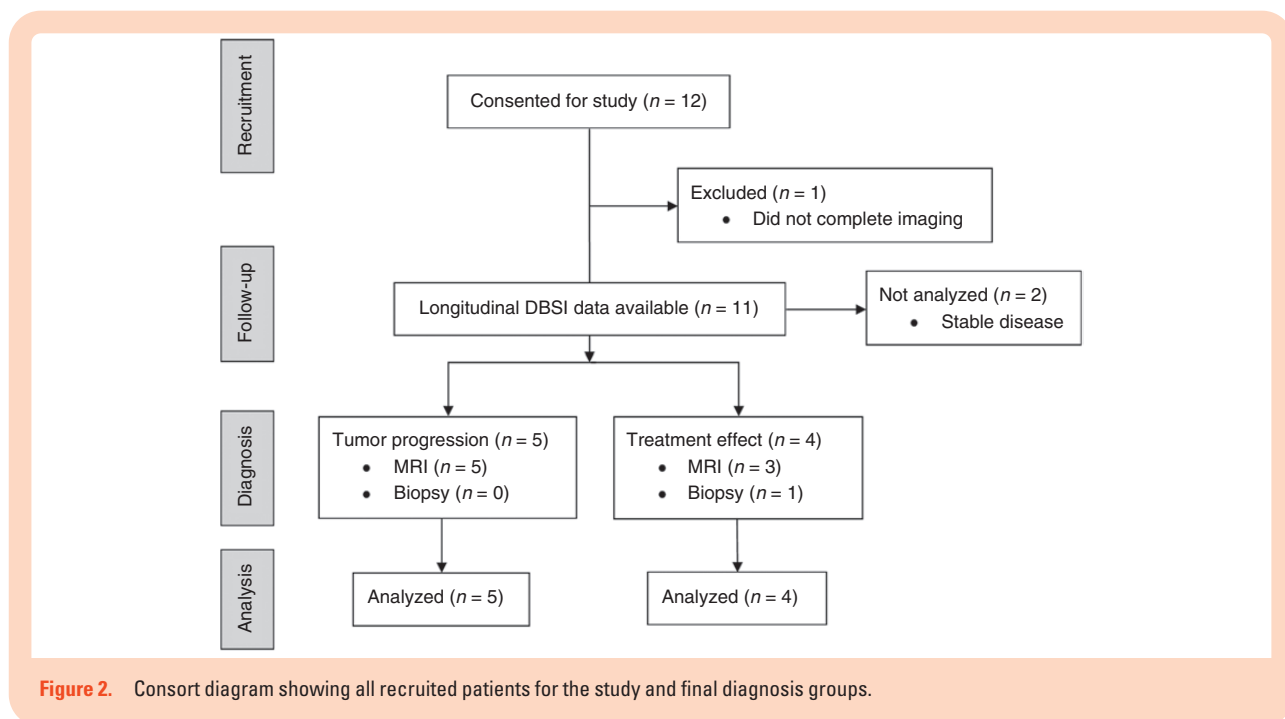 Recruitment
Consented for study (n = 12)
Excluded (n = 1)
• Did not complete imaging
Follow-up
Longitudinal DBSI data available (n = 11)
Not analyzed (n = 2)
• Stable disease
Diagnosis
Tumor progression (n = 5)
• MRI (n = 5)
• Biopsy (n = 0)
Treatment effect (n = 4)
• MRI (n = 3)
• Biopsy (n = 1)
Analysis
Analyzed (n = 5)
Analyzed (n = 4)
Figure 2. Consort diagram showing all recruited patients for the study and final diagnosis groups.